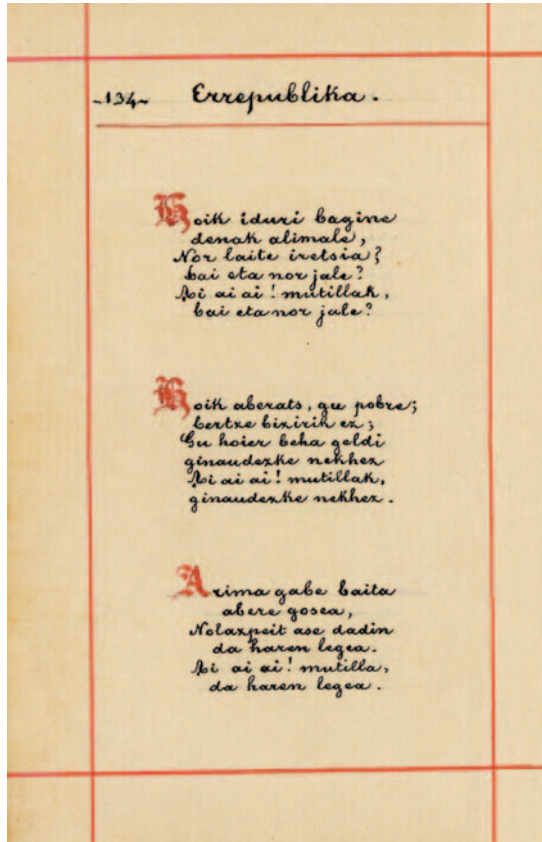 -134-
Errepublika.
Hoik iduri bagine
denak alimale,
Nor laite iretsia?
bai eta nor jale?
Ai ai ai! mutillak,
bai eta nor jale?
Hoik aberats, gu pobre;
bertze bizirik ez;
Gu hoier beha geldi
ginaudezke nekhez
Ai ai ai! mutillak,
ginaudezke nekhez.
Arima gabe baita
abere gosea,
Nolazpeit ase dadin
da haren legea.
Ai ai ai! mutilla,
da haren legea.